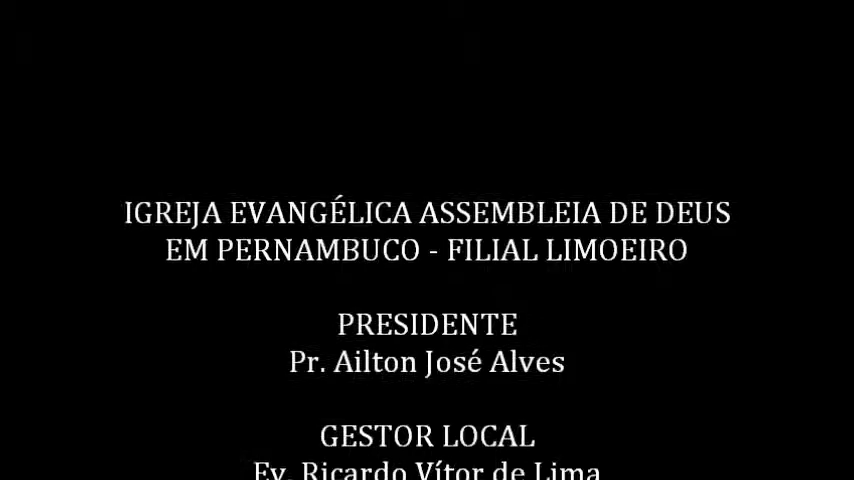 IGREJA EVANGÉLICA ASSEMBLEIA DE DEUS
EM PERNAMBUCO - FILIAL LIMOEIRO
PRESIDENTE
Pr. Ailton José Alves
GESTOR LOCAL
Ev. Ricardo Vítor de Lima